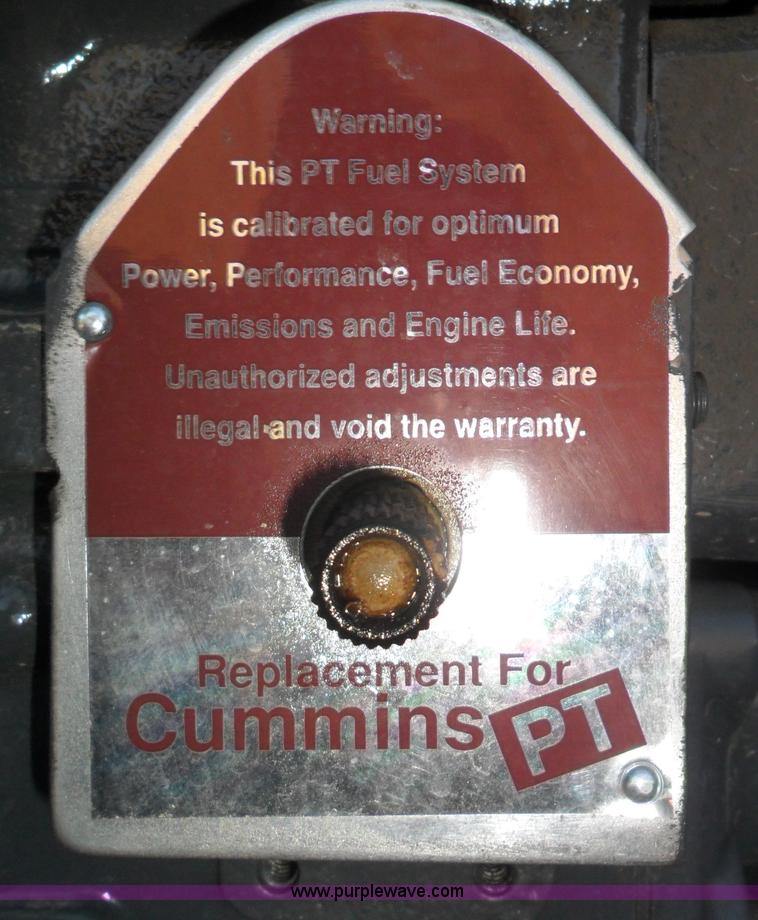 Warning:
This PT Fuel System
is calibrated for optimum
Power, Performance, Fuel Economy,
Emissions and Engine Life.
Unauthorized adjustments are
illegal and void the warranty.
Replacement For
Cummins PT
www.purplewave.com